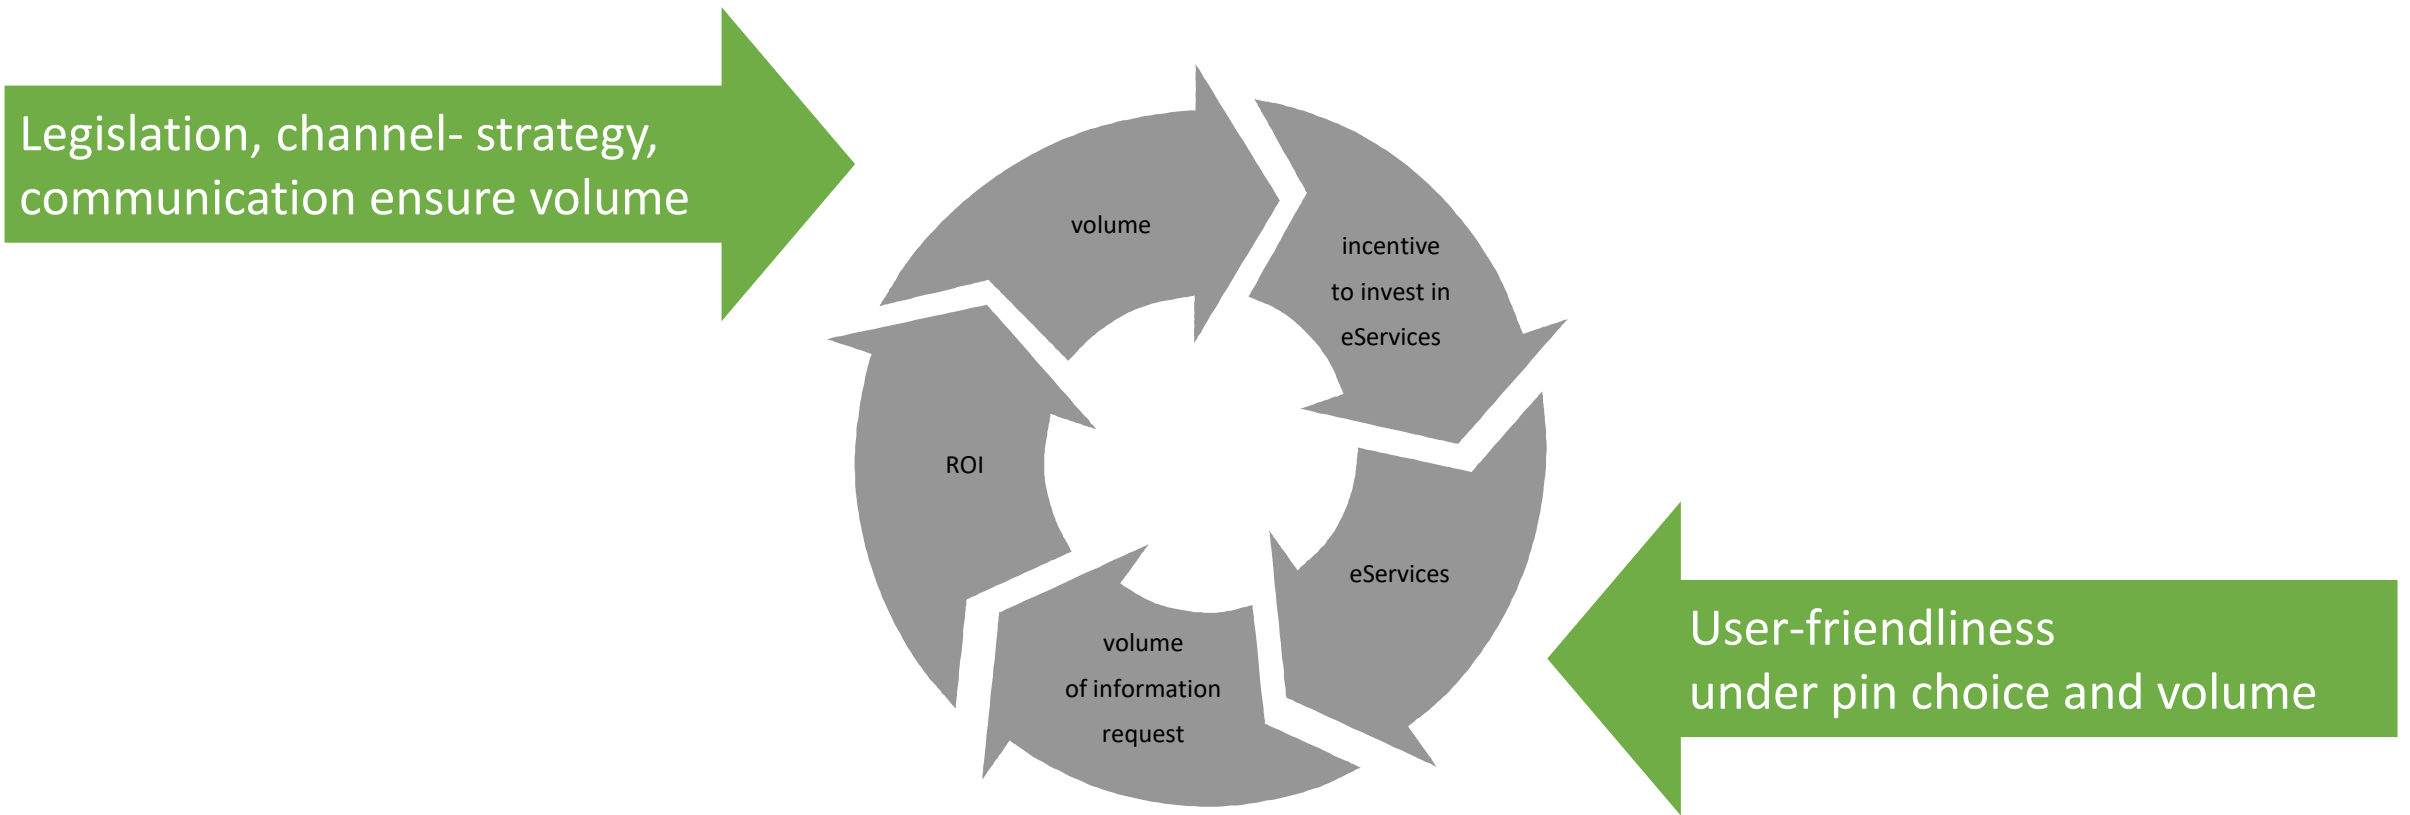 Legislation, channel- strategy,
communication ensure volume
volume
incentive
to invest in
eServices
ROI
eServices
volume
of information
request
User-friendliness
under pin choice and volume